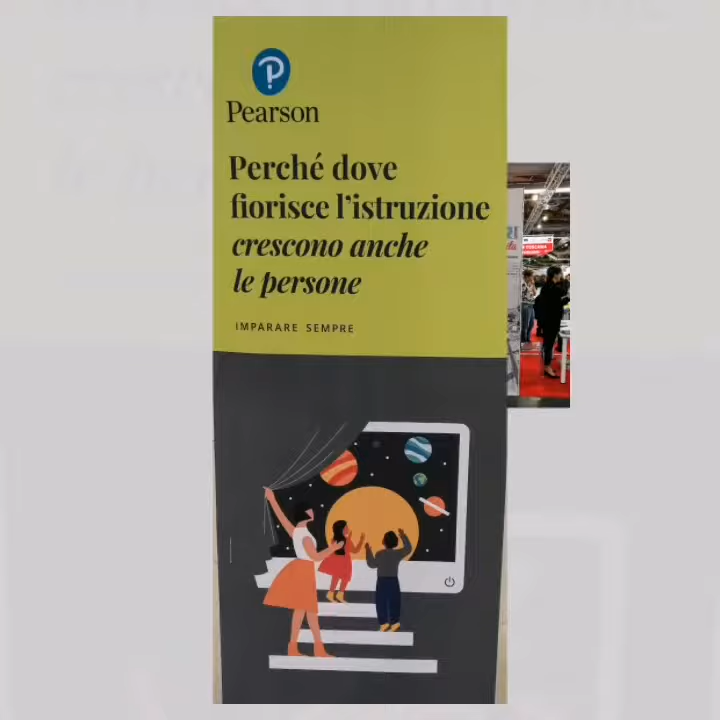 Pearson
Perché dove
fiorisce l'istruzione
crescono anche
le persone
IMPARARE SEMPRE